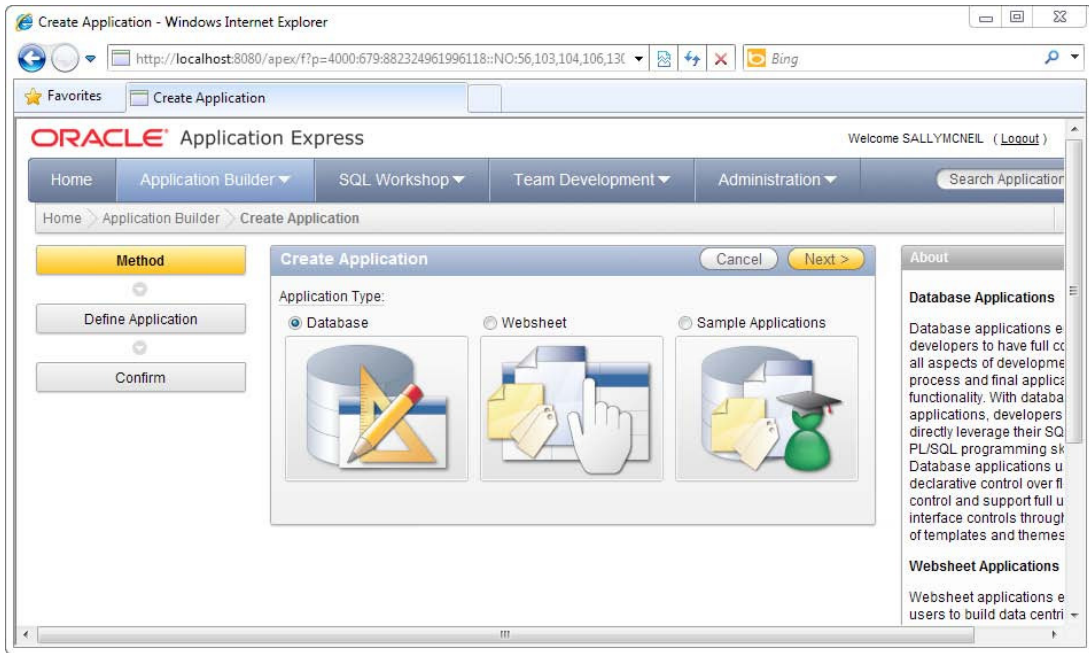 Create Application - Windows Internet Explorer
http://localhost:8080/apex/f?p=4000:679:882324961996118::NO:56,103,104,106,130
Bing
Favorites
Create Application
ORACLE Application Express
Welcome SALLYMCNEIL ( Logout )
Home
Application Builder
SQL Workshop
Team Development
Administration
Search Application
Home
Application Builder
Create Application
Method
Define Application
Confirm
Create Application
Cancel
Next >
Application Type:
Database
Websheet
Sample Applications
About
Database Applications
Database applications e
developers to have full co
all aspects of developme
process and final applica
functionality. With databa
applications, developers
directly leverage their SQ
PL/SQL programming sk
Database applications u
declarative control over fl
control and support full u
interface controls through
of templates and themes
Websheet Applications
Websheet applications e
users to build data centri